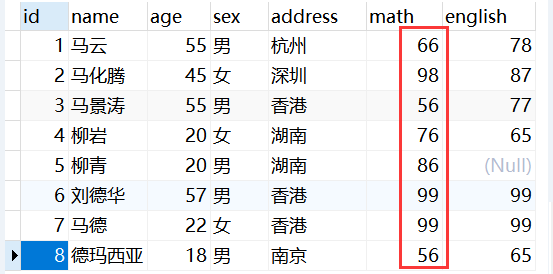 id name age sex address math english
1 马云 55 男 杭州 66 78
2 马化腾 45 女 深圳 98 87
3 马景涛 55 男 香港 56 77
4 柳岩 20 女 湖南 76 65
5 柳青 20 男 湖南 86 (Null)
6 刘德华 57 男 香港 99 99
7 马德 22 女 香港 99 99
8 德玛西亚 18 男 南京 56 65